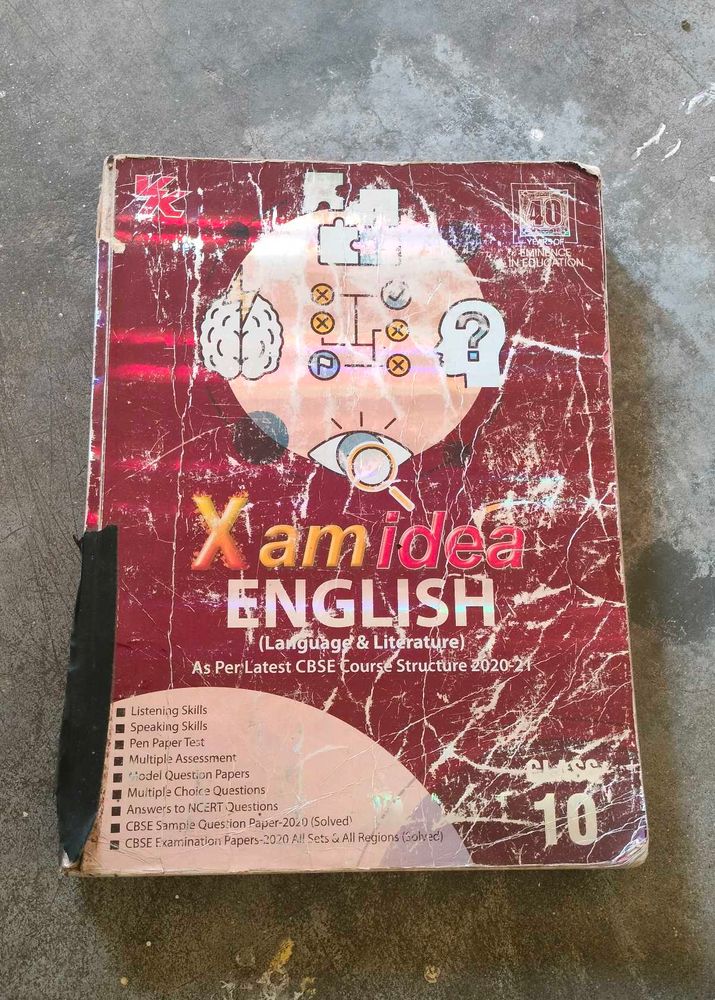 VK
40
YEARS OF
EMINENCE
IN EDUCATION
?
P
Xam idea
ENGLISH
(Language & Literature)
As Per Latest CBSE Course Structure 2020-21
Listening Skills
Speaking Skills
Pen Paper Test
Multiple Assessment
Model Question Papers
Multiple Choice Questions
Answers to NCERT Questions
CBSE Sample Question Paper-2020 (Solved)
CBSE Examination Papers-2020 All Sets & All Regions (Solved)
CLASS
10